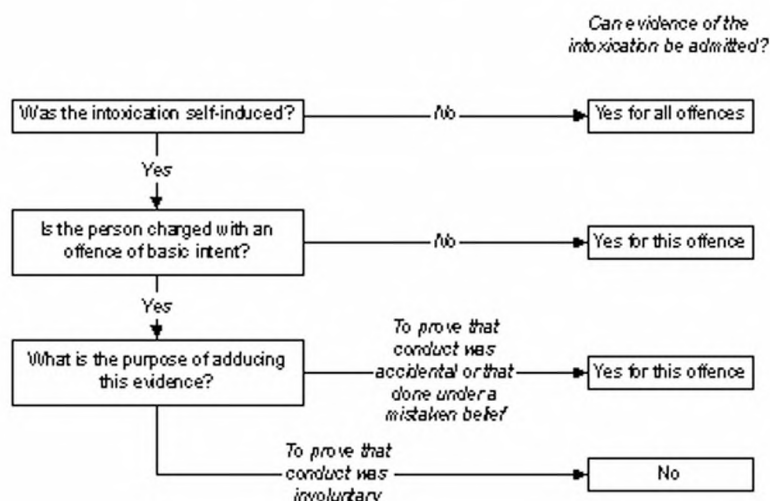 Can evidence of the
intoxication be admitted?
Was the intoxication self-induced?
No
Yes for all offences
Yes
Is the person charged with an
offence of basic intent?
No
Yes for this offence
Yes
What is the purpose of adducing
this evidence?
To prove that
conduct was
accidental or that
done under a
mistaken belief
Yes for this offence
To prove that
conduct was
involuntary
No